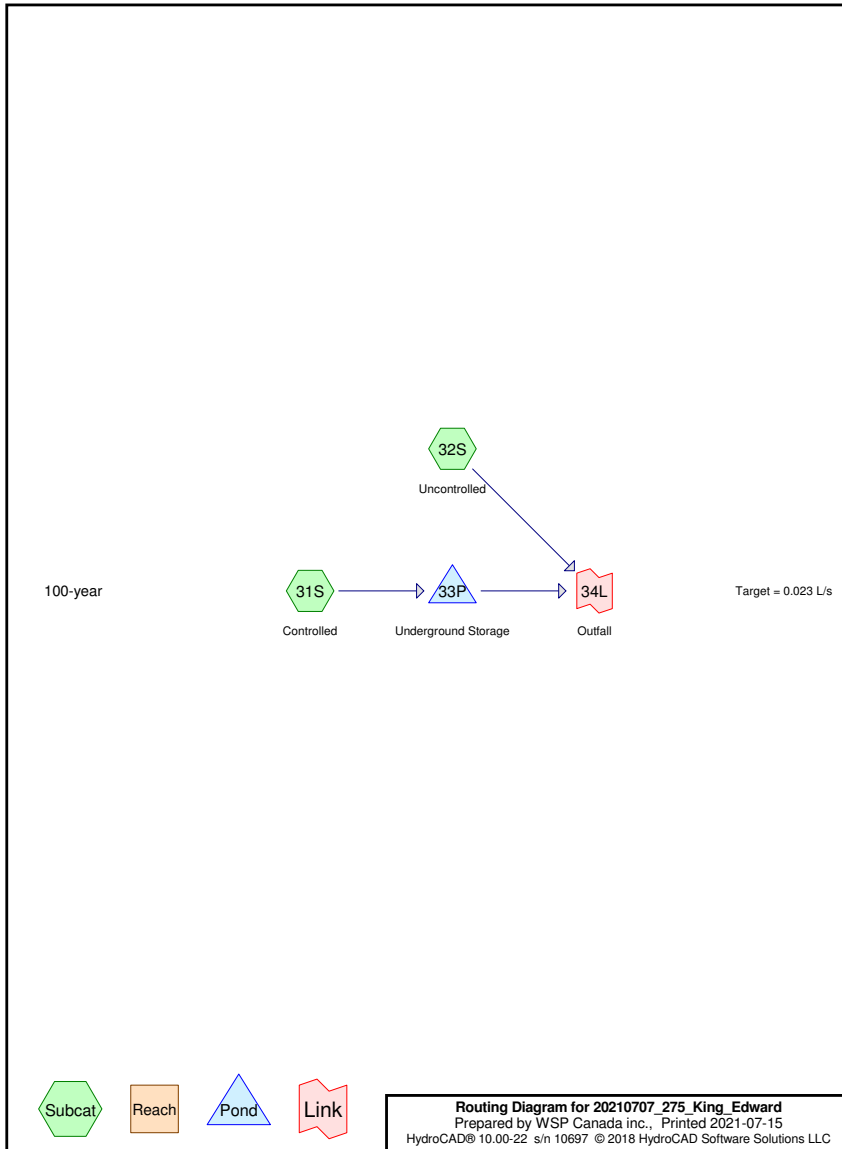 32S
Uncontrolled
100-year
31S
33P
34L
Target = 0.023 L/s
Controlled
Underground Storage
Outfall
Subcat
Reach
Pond
Link
Routing Diagram for 20210707_275_King_Edward
Prepared by WSP Canada inc., Printed 2021-07-15
HydroCAD® 10.00-22 s/n 10697 © 2018 HydroCAD Software Solutions LLC